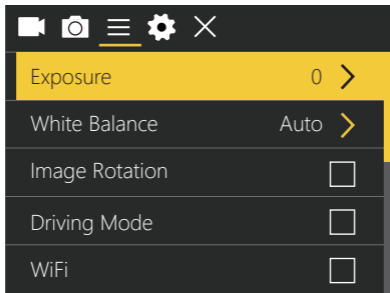 Exposure 0
White Balance Auto
Image Rotation
Driving Mode
WiFi